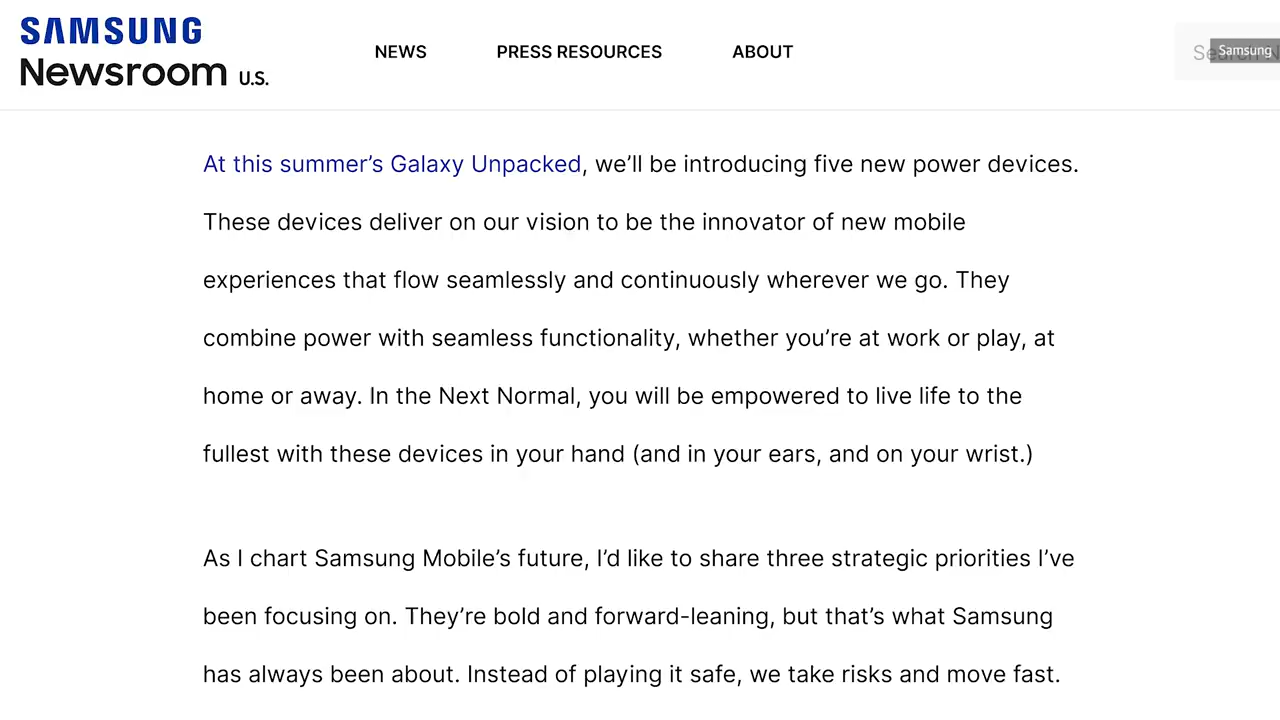 SAMSUNG
Newsroom U.S.
NEWS
PRESS RESOURCES
ABOUT
Samsung
At this summer’s Galaxy Unpacked, we’ll be introducing five new power devices.
These devices deliver on our vision to be the innovator of new mobile
experiences that flow seamlessly and continuously wherever we go. They
combine power with seamless functionality, whether you’re at work or play, at
home or away. In the Next Normal, you will be empowered to live life to the
fullest with these devices in your hand (and in your ears, and on your wrist.)
As I chart Samsung Mobile’s future, I’d like to share three strategic priorities I’ve
been focusing on. They’re bold and forward-leaning, but that’s what Samsung
has always been about. Instead of playing it safe, we take risks and move fast.